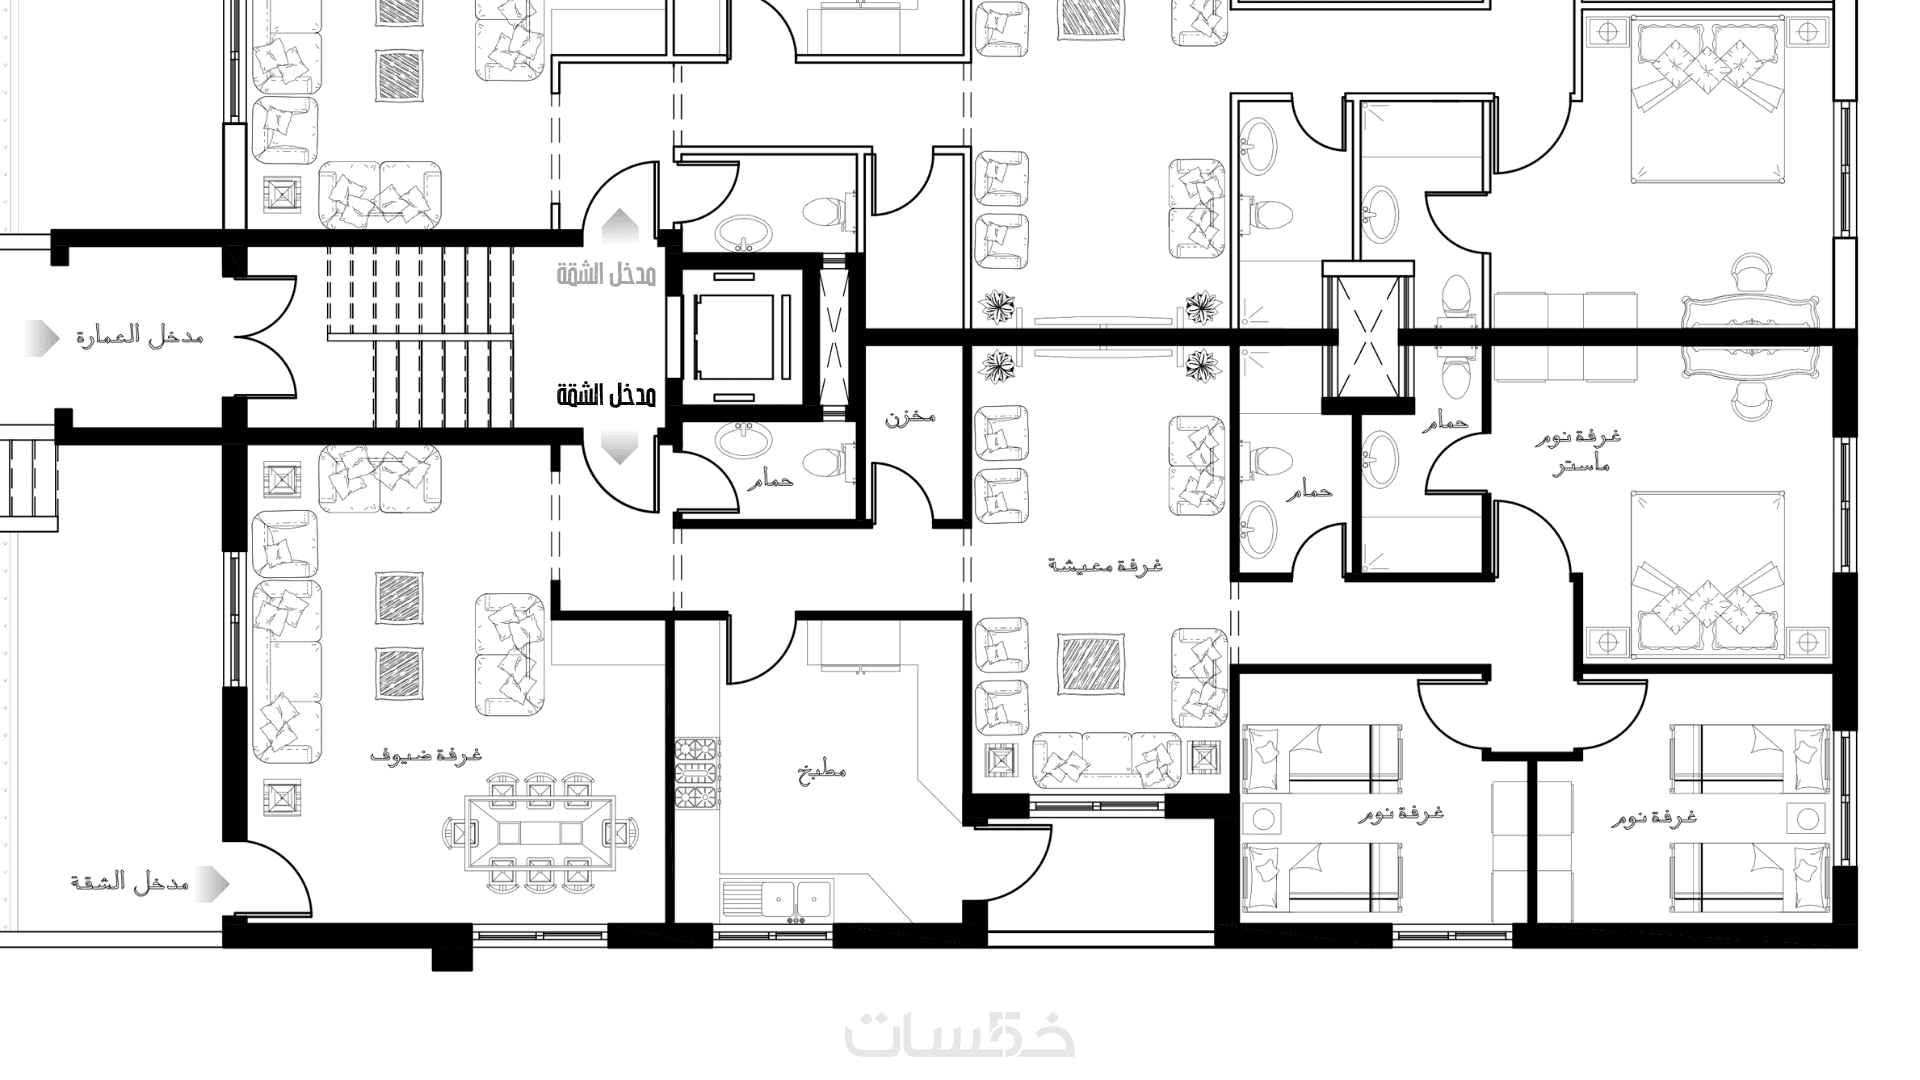 مدخل الشقة
مدخل العمارة
مدخل الشقة
مخزن
حمام
غرفة نوم
ماستر
حمام
حمام
غرفة معيشة
غرفة ضيوف
مطبخ
غرفة نوم
غرفة نوم
مدخل الشقة
خمسات